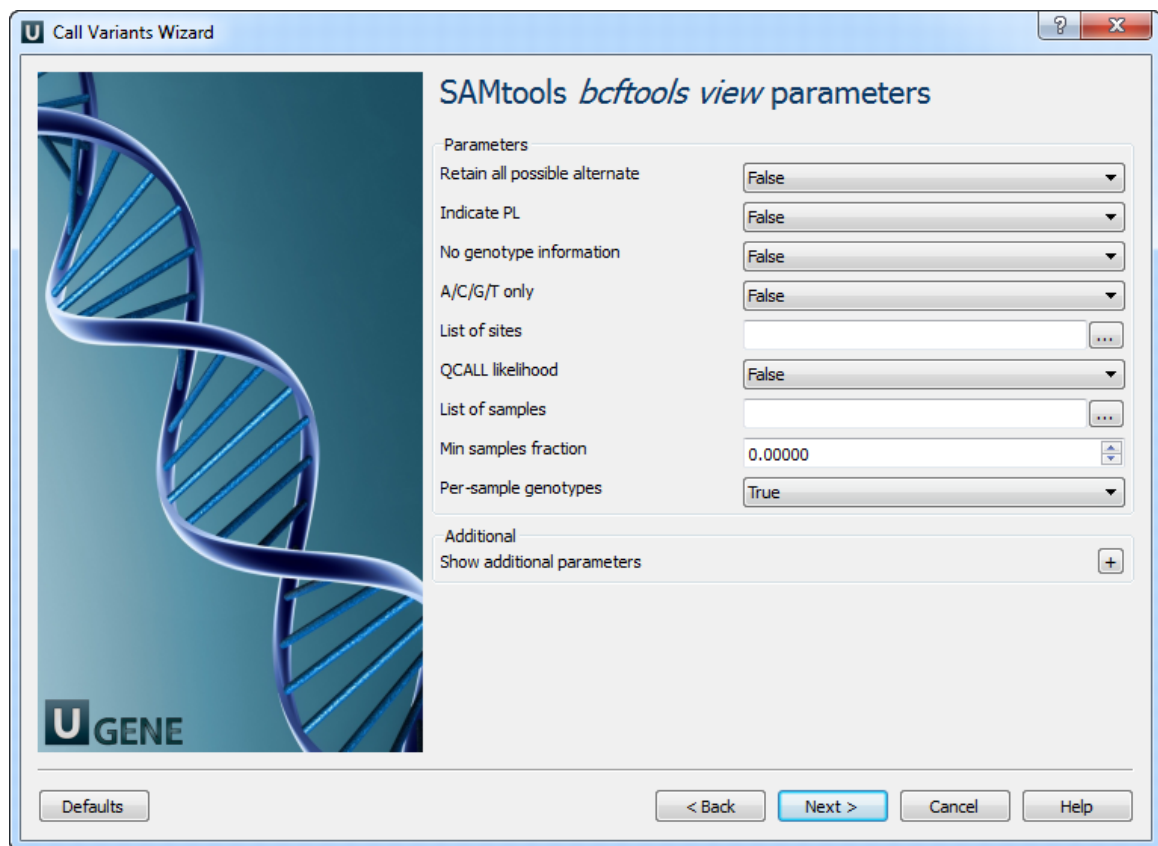 U Call Variants Wizard
?
X
SAMtools bcftools view parameters
Parameters
Retain all possible alternate False
Indicate PL False
No genotype information False
A/C/G/T only False
List of sites ...
QCALL likelihood False
List of samples ...
Min samples fraction 0.00000
Per-sample genotypes True
Additional
Show additional parameters +
U GENE
Defaults < Back Next > Cancel Help